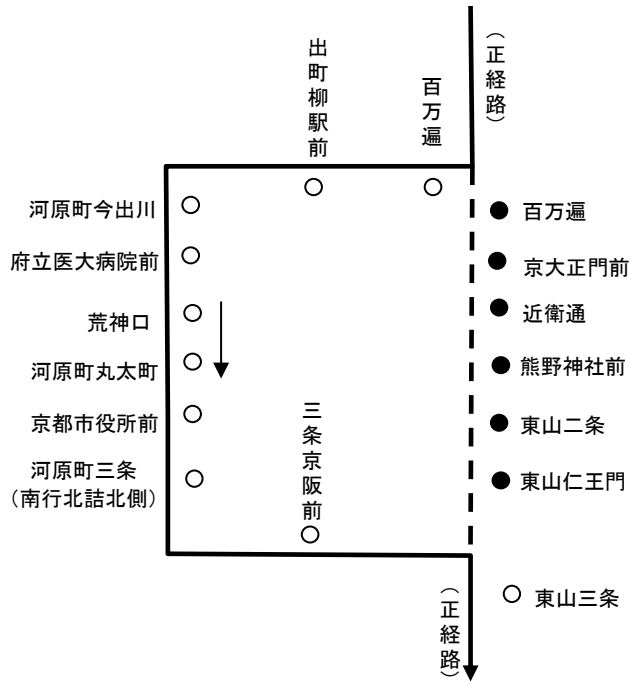 （正経路）
出町柳駅前
百万遍
河原町今出川
府立医大病院前
荒神口
河原町丸太町
京都市役所前
河原町三条
（南行北詰北側）
三条京阪前
百万遍
京大正門前
近衛通
熊野神社前
東山二条
東山仁王門
東山三条
（正経路）